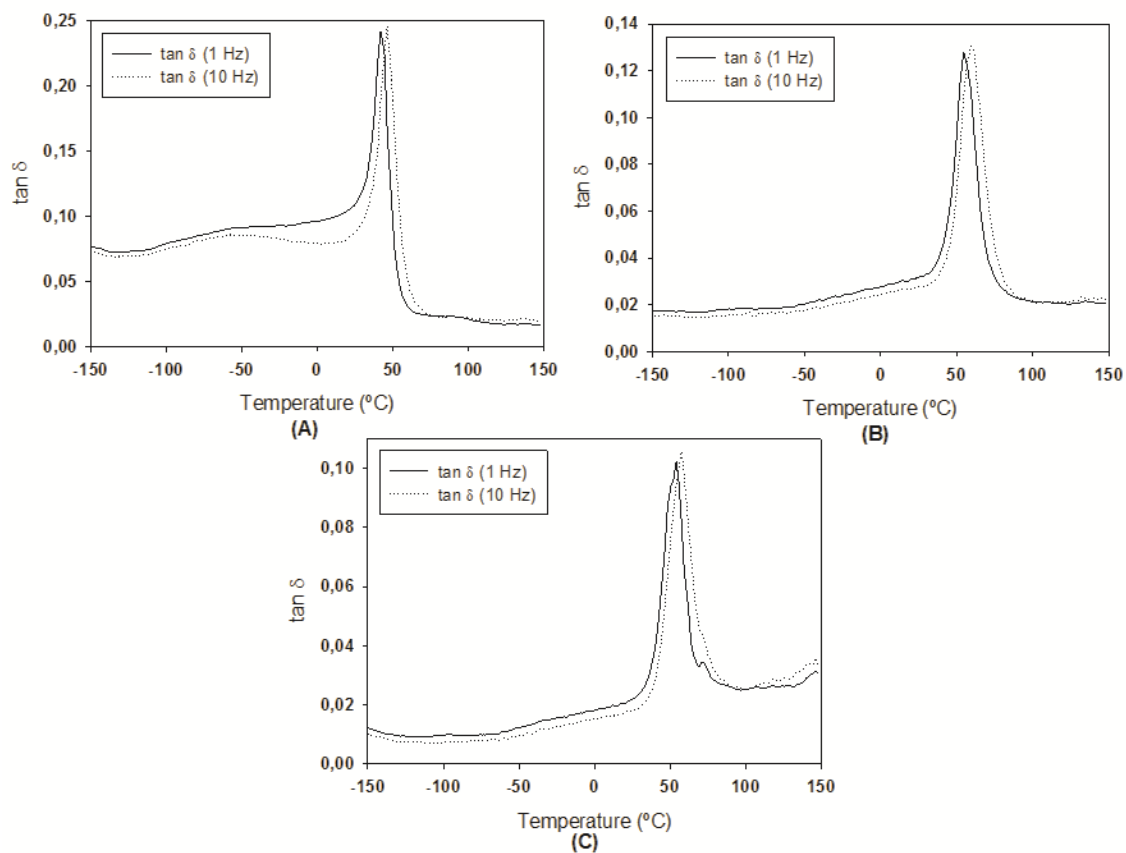 0,25
0,20
0,15
0,10
0,05
0,00
tan δ
tan δ (1 Hz)
tan δ (10 Hz)
-150 -100 -50 0 50 100 150
Temperature (ºC)
(A)
0,14
0,12
0,10
0,08
0,06
0,04
0,02
0,00
tan δ
tan δ (1 Hz)
tan δ (10 Hz)
-150 -100 -50 0 50 100 150
Temperature (ºC)
(B)
0,10
0,08
0,06
0,04
0,02
0,00
tan δ
tan δ (1 Hz)
tan δ (10 Hz)
-150 -100 -50 0 50 100 150
Temperature (ºC)
(C)